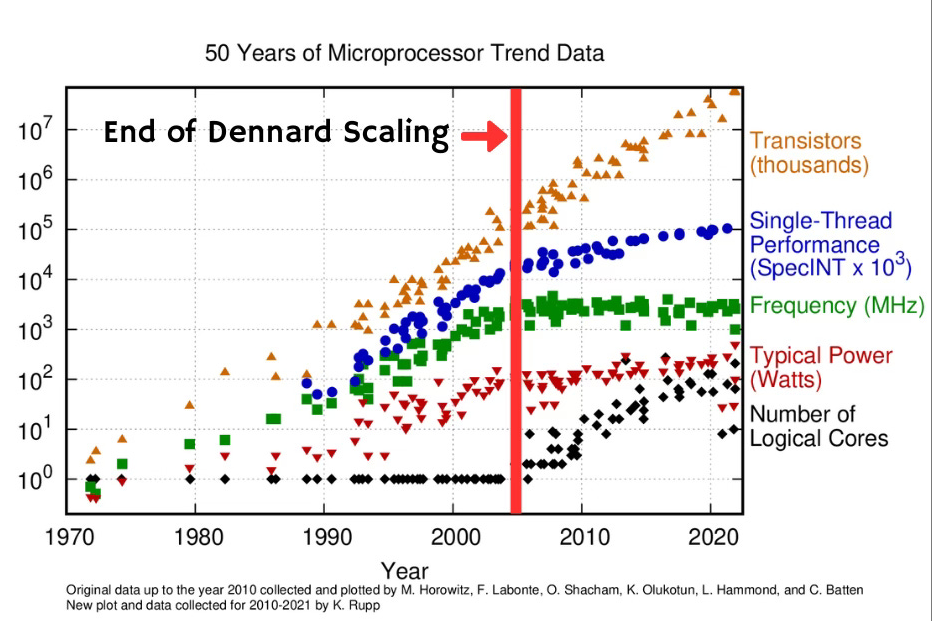 50 Years of Microprocessor Trend Data
End of Dennard Scaling
10^7
10^6
10^5
10^4
10^3
10^2
10^1
10^0
Transistors
(thousands)
Single-Thread
Performance
(SpecINT x 10^3)
Frequency (MHz)
Typical Power
(Watts)
Number of
Logical Cores
1970 1980 1990 2000 2010 2020
Year
Original data up to the year 2010 collected and plotted by M. Horowitz, F. Labonte, O. Shacham, K. Olukotun, L. Hammond, and C. Batten
New plot and data collected for 2010-2021 by K. Rupp